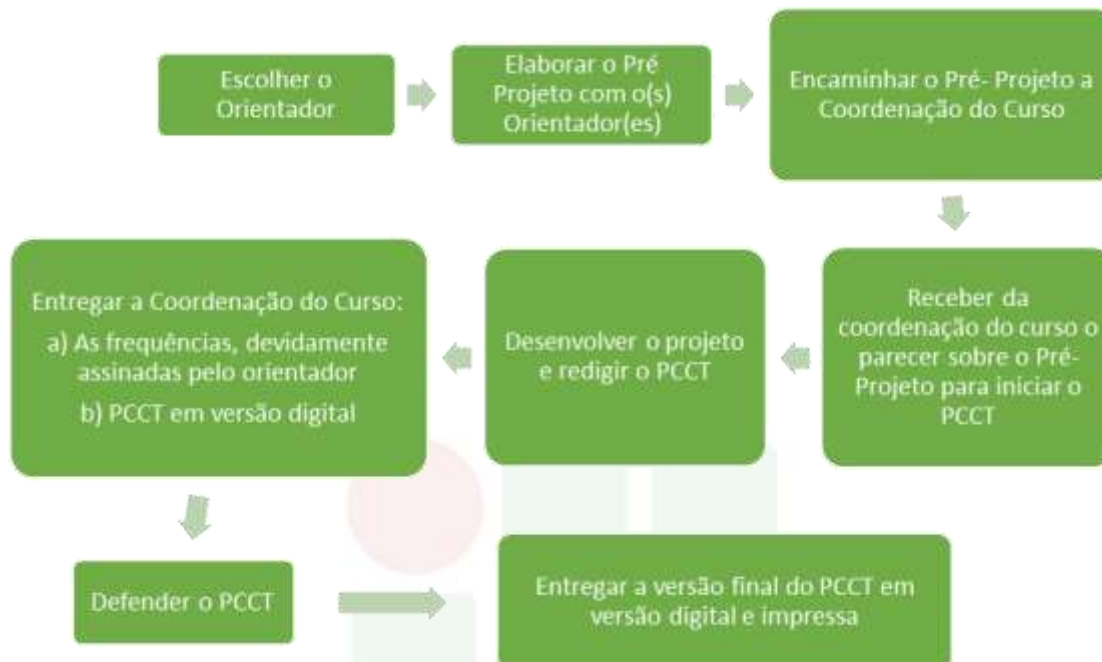 Escolher o
Orientador
Elaborar o Pré
Projeto com o(s)
Orientador(es)
Encaminhar o Pré- Projeto a
Coordenação do Curso
Receber da
coordenação do curso o
parecer sobre o Pré-
Projeto para iniciar o
PCCT
Desenvolver o projeto
e redigir o PCCT
Entregar a Coordenação do Curso:
a) As frequências, devidamente
assinadas pelo orientador
b) PCCT em versão digital
Defender o PCCT
Entregar a versão final do PCCT em
versão digital e impressa